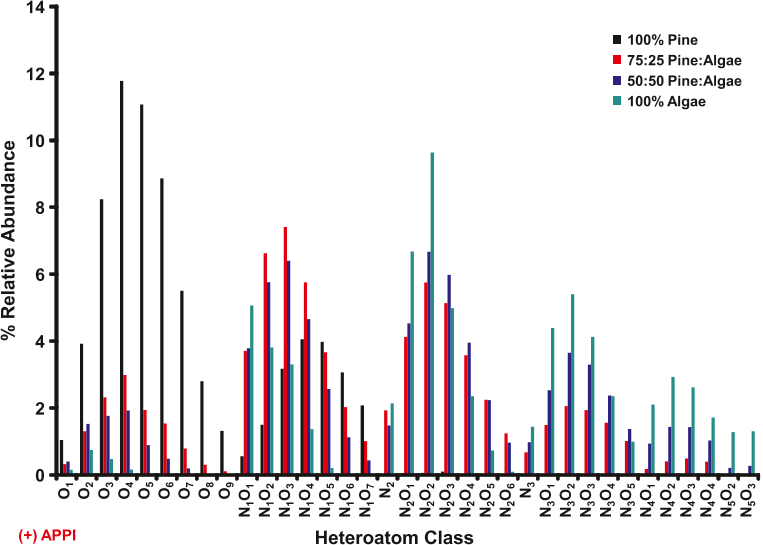 14
12
10
8
6
4
2
0
% Relative Abundance
100% Pine
75:25 Pine:Algae
50:50 Pine:Algae
100% Algae
O1 O2 O3 O4 O5 O6 O7 O8 O9 N1O1 N1O2 N1O3 N1O4 N1O5 N1O6 N1O7 N2 N2O1 N2O2 N2O3 N2O4 N2O5 N2O6 N3 N3O1 N3O2 N3O3 N3O4 N3O5 N4O1 N4O2 N4O3 N4O4 N5O2 N5O3
(+) APPI
Heteroatom Class